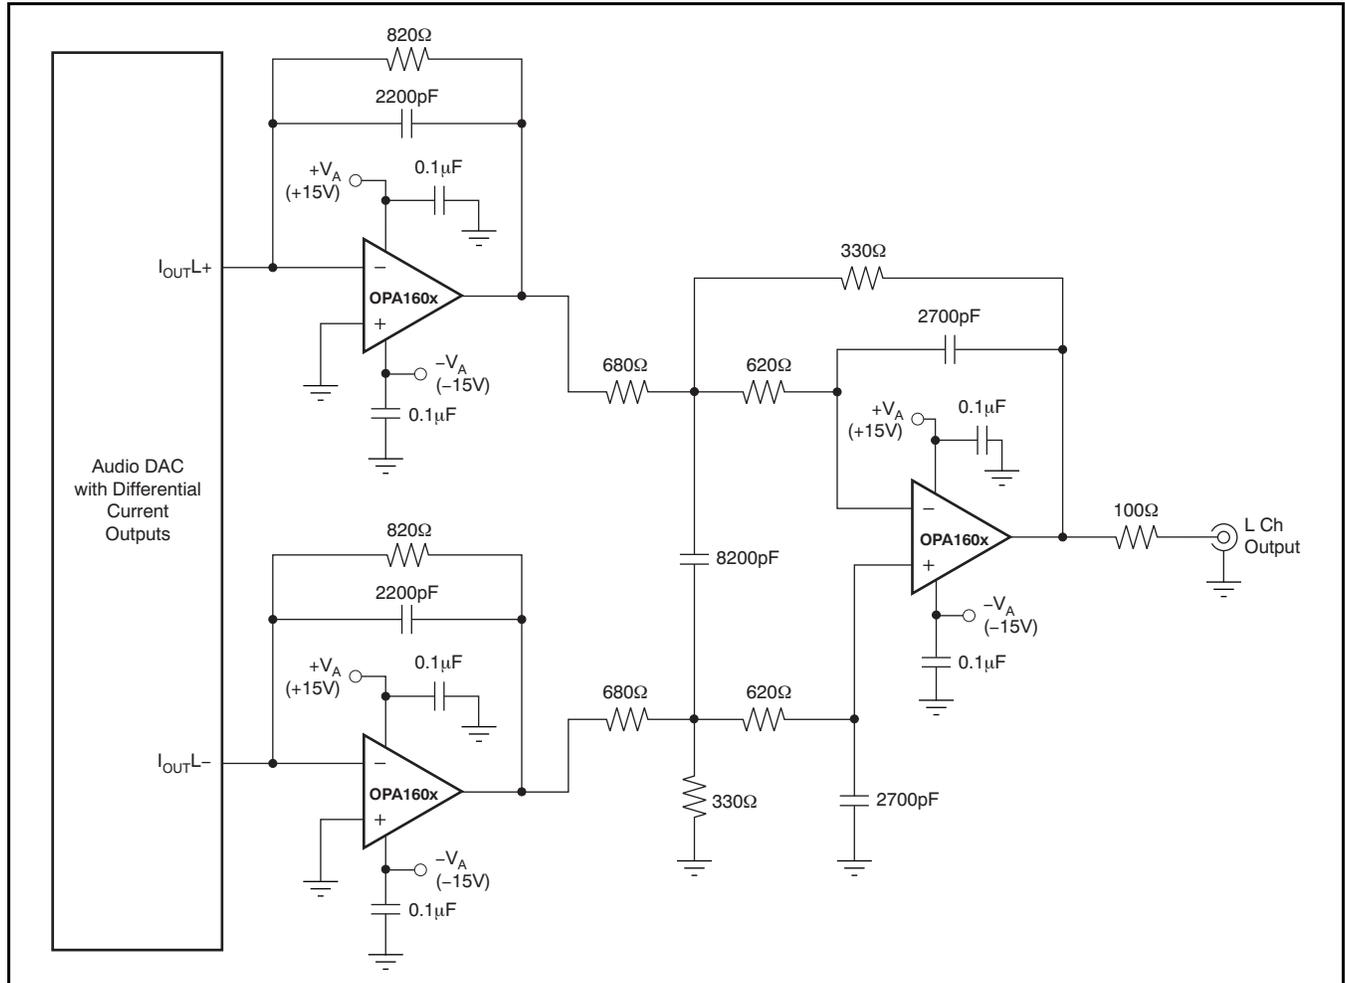 820Ω
2200pF
+VA
(+15V)
0.1µF
IOUTL+
−
OPA160x
+
−VA
(−15V)
0.1µF
330Ω
2700pF
680Ω
620Ω
+VA
(+15V)
0.1µF
−
OPA160x
+
100Ω
L Ch
Output
−VA
(−15V)
0.1µF
8200pF
Audio DAC
with Differential
Current
Outputs
820Ω
2200pF
+VA
(+15V)
0.1µF
IOUTL−
−
OPA160x
+
−VA
(−15V)
0.1µF
680Ω
620Ω
330Ω
2700pF